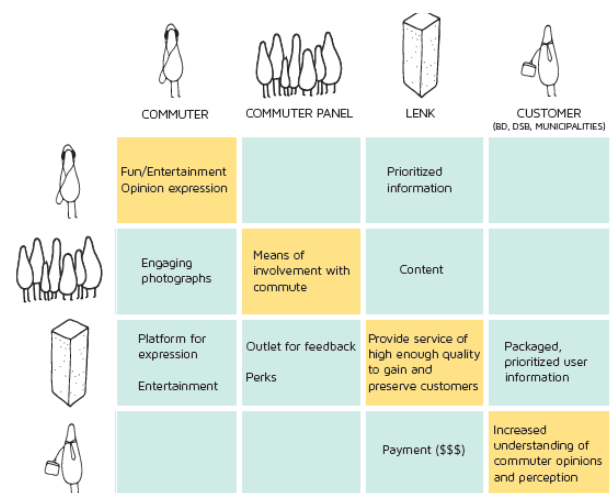 COMMUTER
COMMUTER PANEL
LENK
CUSTOMER
(BD, DSB, MUNICIPALITIES)
Fun/Entertainment
Opinion expression
Prioritized
information
Engaging
photographs
Means of
involvement with
commute
Content
Platform for
expression
Entertainment
Outlet for feedback
Perks
Provide service of
high enough quality
to gain and
preserve customers
Packaged,
prioritized user
information
Payment ($$$)
Increased
understanding of
commuter opinions
and perception